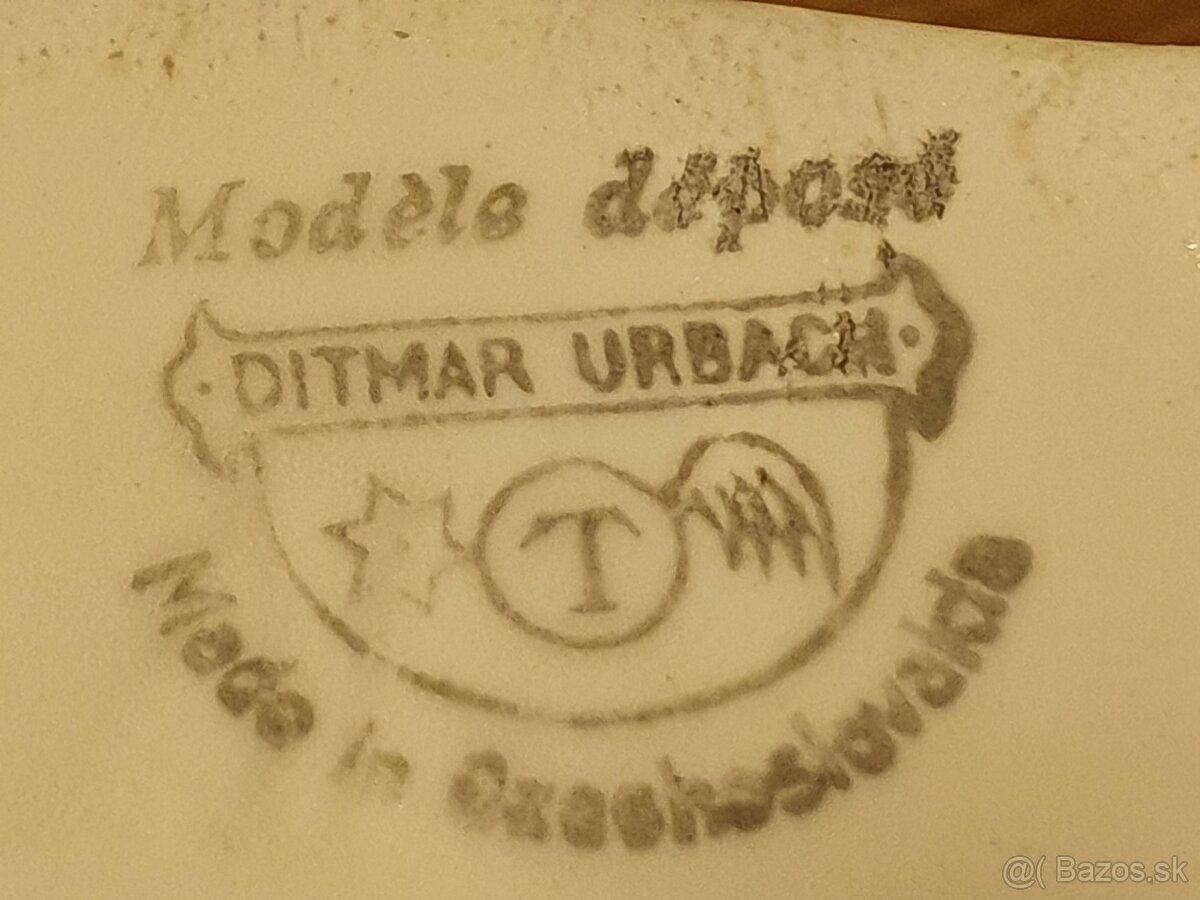 Modèle déposé
DITMAR URBACH
T
Made in Czechoslovakia
@( Bazos.sk